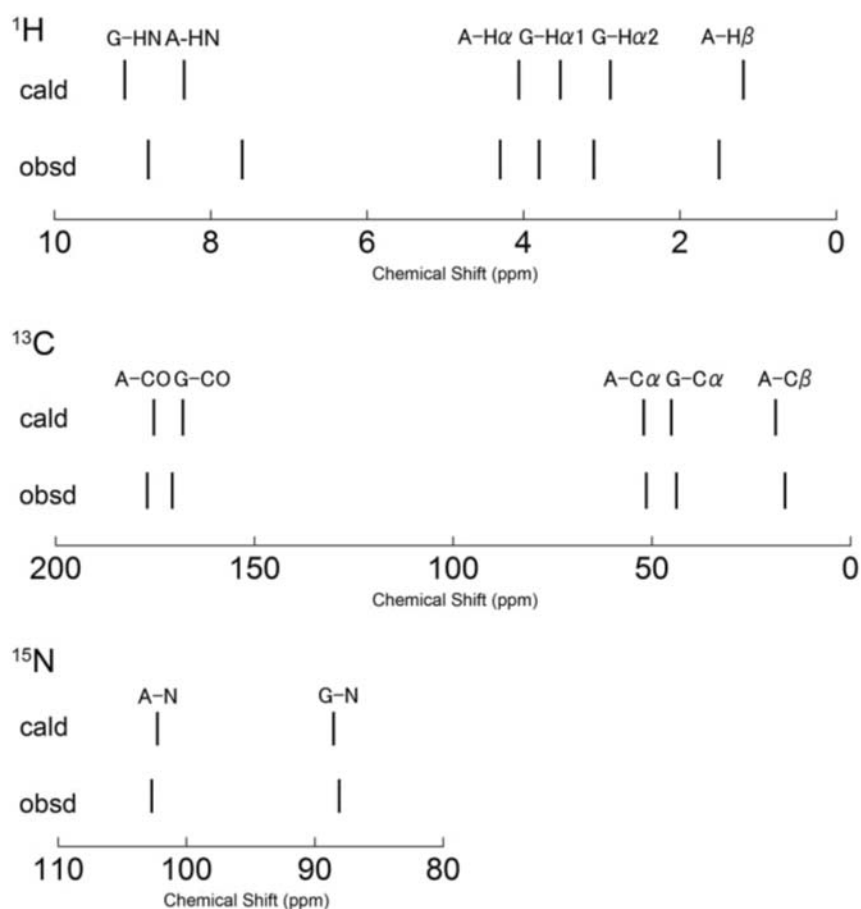 ¹H
G-HN A-HN A-Hα G-Hα1 G-Hα2 A-Hβ
cald
obsd
10 8 6 4 2 0
Chemical Shift (ppm)
¹³C
A-CO G-CO A-Cα G-Cα A-Cβ
cald
obsd
200 150 100 50 0
Chemical Shift (ppm)
¹⁵N
A-N G-N
cald
obsd
110 100 90 80
Chemical Shift (ppm)